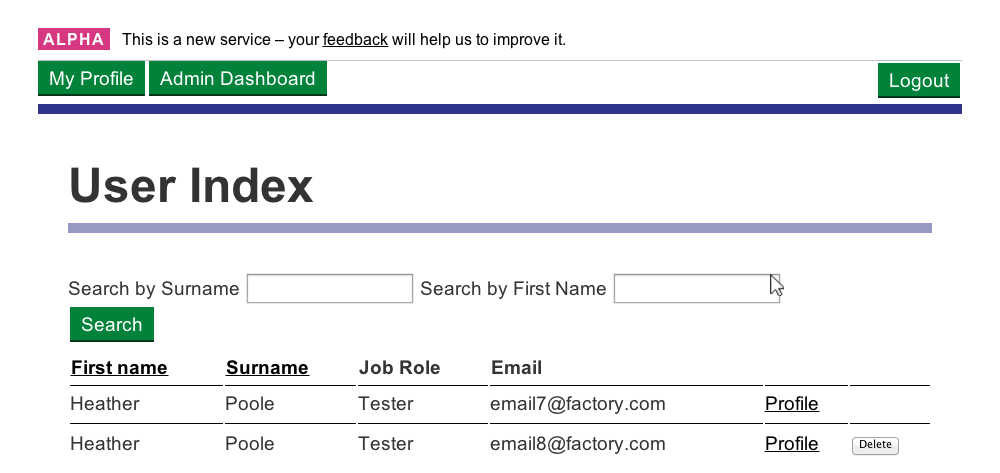 ALPHA This is a new service – your feedback will help us to improve it.
My Profile Admin Dashboard Logout
User Index
Search by Surname Search by First Name
Search
First name Surname Job Role Email
Heather Poole Tester email7@factory.com Profile
Heather Poole Tester email8@factory.com Profile Delete